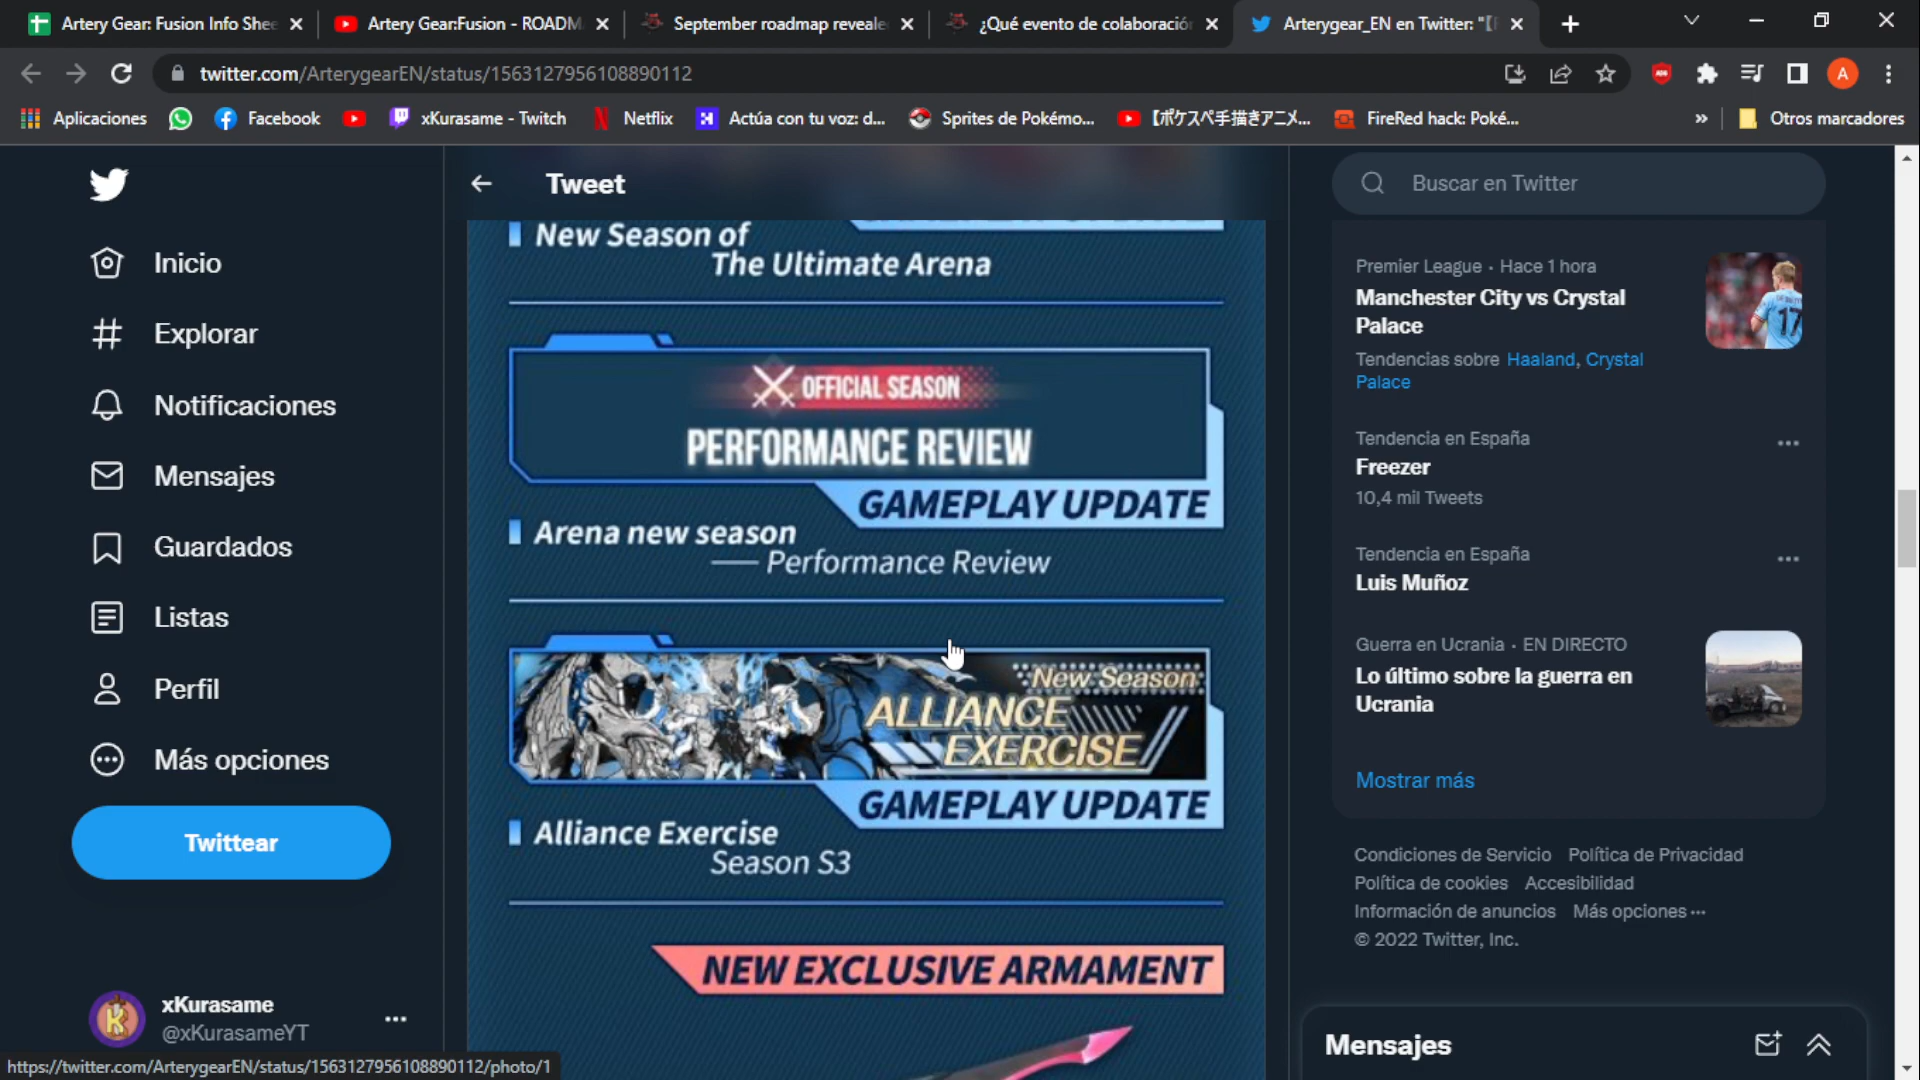 Artery Gear: Fusion Info Shee
Artery Gear:Fusion - ROADM
September roadmap reveale
¿Qué evento de colaboració
Arterygear_EN en Twitter: "【
twitter.com/ArterygearEN/status/1563127956108890112
Aplicaciones
Facebook
xKurasame - Twitch
Netflix
Actúa con tu voz: d...
Sprites de Pokémo...
【ポケスペ手描きアニメ...
FireRed hack: Poké...
»
Otros marcadores
Tweet
Buscar en Twitter
Inicio
Explorar
Notificaciones
Mensajes
Guardados
Listas
Perfil
Más opciones
Twittear
xKurasame
@xKurasameYT
New Season of
The Ultimate Arena
OFFICIAL SEASON
PERFORMANCE REVIEW
GAMEPLAY UPDATE
Arena new season
— Performance Review
New Season
ALLIANCE
EXERCISE
GAMEPLAY UPDATE
Alliance Exercise
Season S3
NEW EXCLUSIVE ARMAMENT
Premier League · Hace 1 hora
Manchester City vs Crystal
Palace
Tendencias sobre Haaland, Crystal
Palace
17
Tendencia en España
Freezer
10,4 mil Tweets
Tendencia en España
Luis Muñoz
Guerra en Ucrania · EN DIRECTO
Lo último sobre la guerra en
Ucrania
Mostrar más
Condiciones de Servicio Política de Privacidad
Política de cookies Accesibilidad
Información de anuncios Más opciones ···
© 2022 Twitter, Inc.
Mensajes
https://twitter.com/ArterygearEN/status/1563127956108890112/photo/1